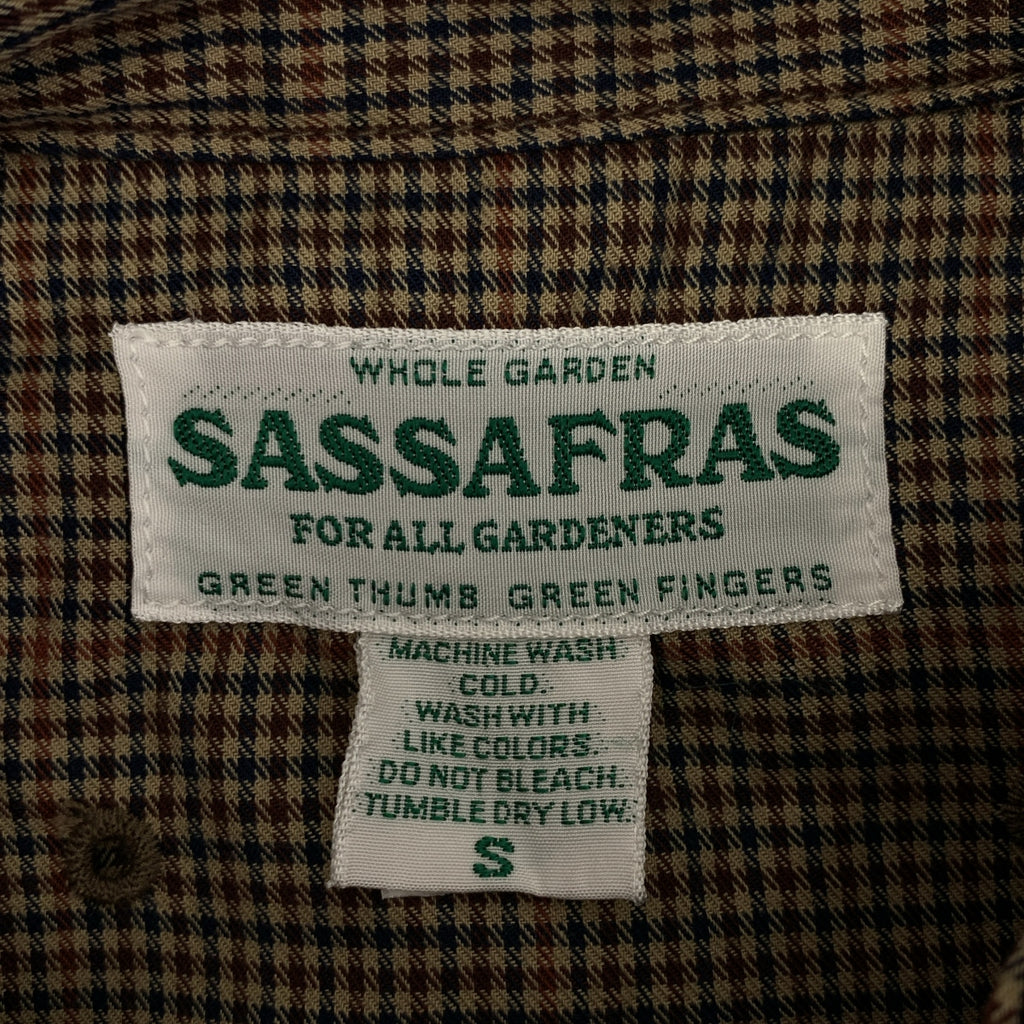 WHOLE GARDEN
SASSAFRAS
FOR ALL GARDENERS
GREEN THUMB GREEN FINGERS
MACHINE WASH
COLD.
WASH WITH
LIKE COLORS.
DO NOT BLEACH.
TUMBLE DRY LOW.
S